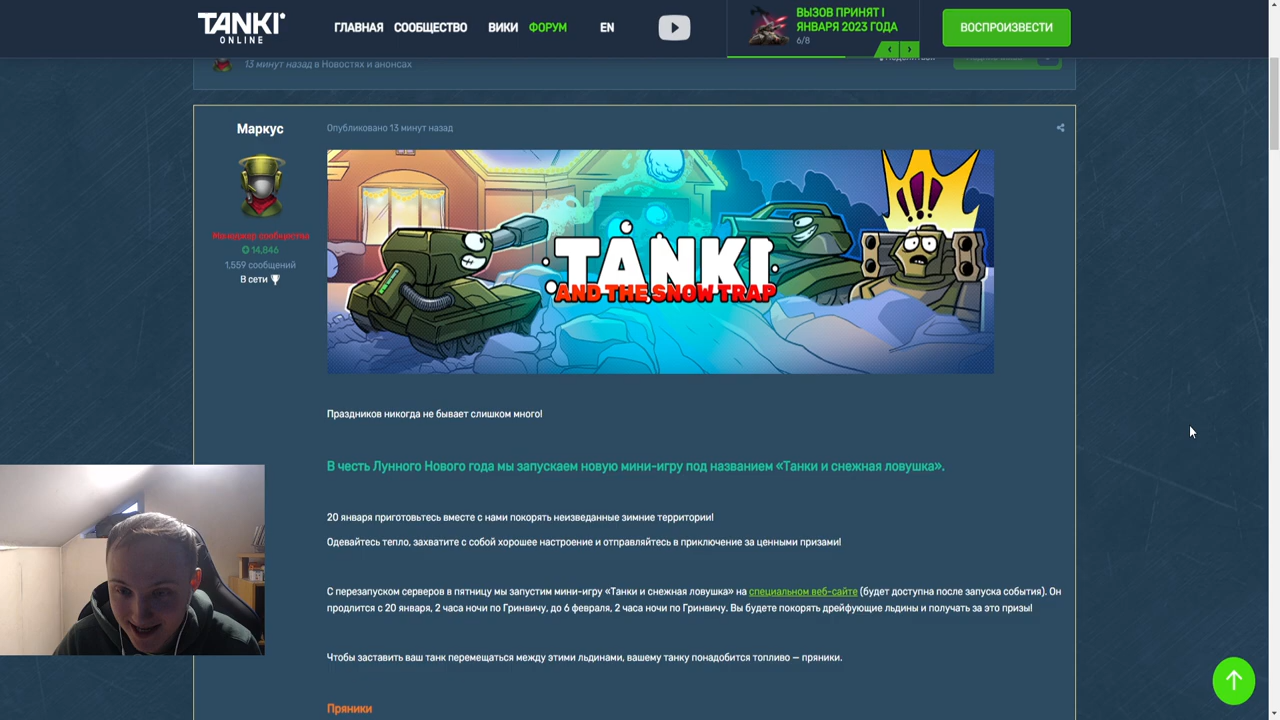 TANKI
ONLINE
ГЛАВНАЯ
СООБЩЕСТВО
ВИКИ
ФОРУМ
EN
ВЫЗОВ ПРИНЯТ I
ЯНВАРЯ 2023 ГОДА
6/8
ВОСПРОИЗВЕСТИ
13 минут назад в Новостях и анонсах
Маркус
Менеджер сообщества
14,846
1,559 сообщений
В сети
Опубликовано 13 минут назад
TANKI
AND THE SNOW TRAP
Праздников никогда не бывает слишком много!
В честь Лунного Нового года мы запускаем новую мини-игру под названием «Танки и снежная ловушка».
20 января приготовьтесь вместе с нами покорять неизведанные зимние территории!
Одевайтесь тепло, захватите с собой хорошее настроение и отправляйтесь в приключение за ценными призами!
С перезапуском серверов в пятницу мы запустим мини-игру «Танки и снежная ловушка» на специальном веб-сайте (будет доступна после запуска события). Он
продлится с 20 января, 2 часа ночи по Гринвичу, до 6 февраля, 2 часа ночи по Гринвичу. Вы будете покорять дрейфующие льдины и получать за это призы!
Чтобы заставить ваш танк перемещаться между этими льдинами, вашему танку понадобится топливо — пряники.
Пряники